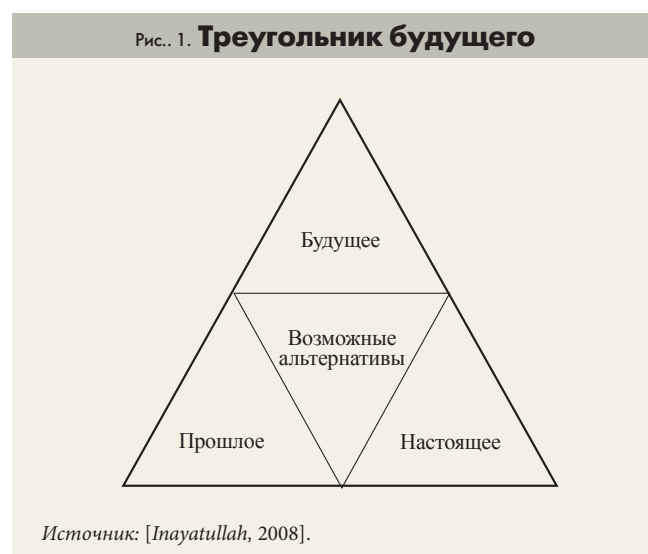 Рис.. 1. Треугольник будущего
Будущее
Возможные
альтернативы
Прошлое
Настоящее
Источник: [Inayatullah, 2008].